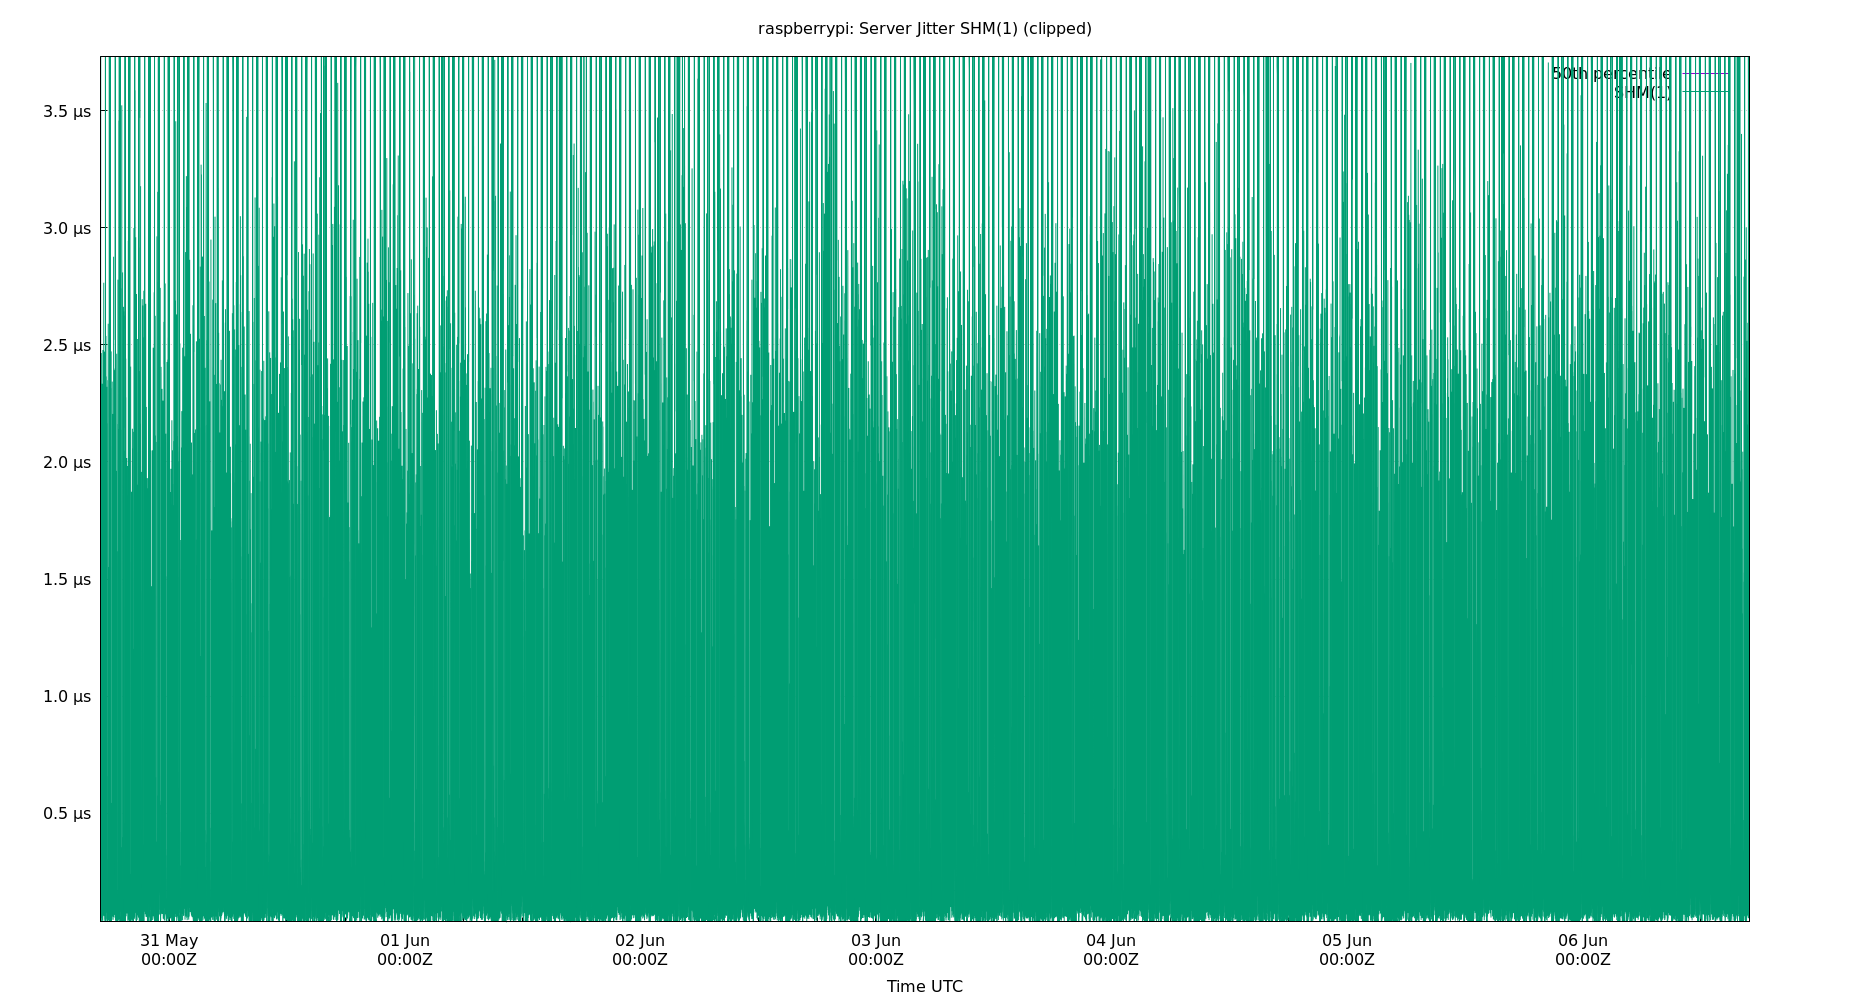 raspberrypi: Server Jitter SHM(1) (clipped)
50th percentile
SHM(1)
3.5 µs
3.0 µs
2.5 µs
2.0 µs
1.5 µs
1.0 µs
0.5 µs
31 May 01 Jun 02 Jun 03 Jun 04 Jun 05 Jun 06 Jun
00:00Z 00:00Z 00:00Z 00:00Z 00:00Z 00:00Z 00:00Z
Time UTC